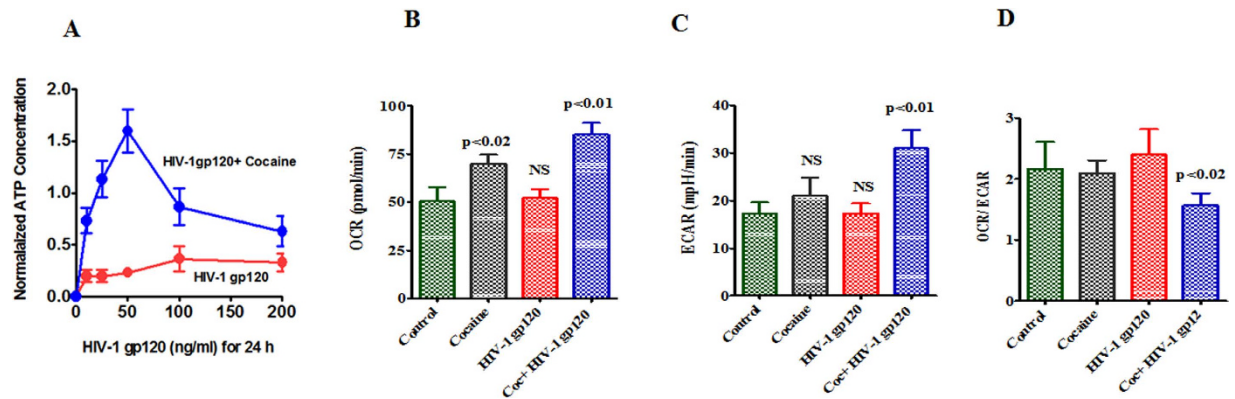 A
Normalized ATP Concentration
2.0
1.5
1.0
0.5
0.0
0
50
100
150
200
HIV-1gp120+ Cocaine
HIV-1 gp120
HIV-1 gp120 (ng/ml) for 24 h
B
OCR (pmol/min)
100
75
50
25
0
p<0.02
NS
p<0.01
Control
Cocaine
HIV-1 gp120
Coc+ HIV-1 gp120
C
ECAR (mpH/min)
40
30
20
10
0
NS
NS
p<0.01
Control
Cocaine
HIV-1 gp120
Coc+ HIV-1 gp120
D
OCR/ ECAR
3
2
1
0
p<0.02
Control
Cocaine
HIV-1 gp120
Coc+ HIV-1 gp12